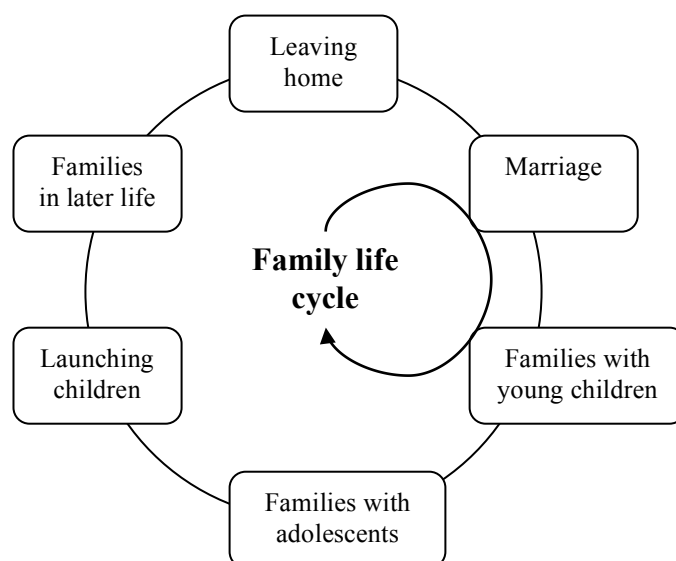 Leaving
home
Marriage
Families with
young children
Families with
adolescents
Launching
children
Families
in later life
Family life
cycle